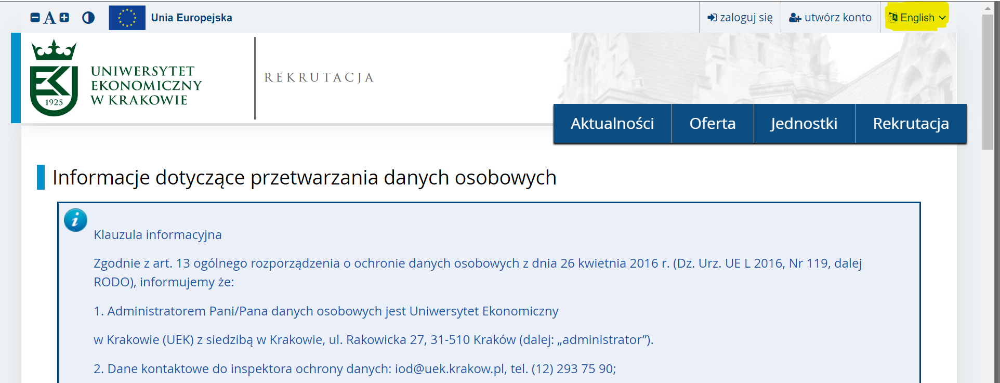 A
Unia Europejska
zaloguj się
utwórz konto
English
UNIWERSYTET
EKONOMICZNY
W KRAKOWIE
EK
1925
REKRUTACJA
Aktualności
Oferta
Jednostki
Rekrutacja
Informacje dotyczące przetwarzania danych osobowych
Klauzula informacyjna
Zgodnie z art. 13 ogólnego rozporządzenia o ochronie danych osobowych z dnia 26 kwietnia 2016 r. (Dz. Urz. UE L 2016, Nr 119, dalej
RODO), informujemy że:
1. Administratorem Pani/Pana danych osobowych jest Uniwersytet Ekonomiczny
w Krakowie (UEK) z siedzibą w Krakowie, ul. Rakowicka 27, 31-510 Kraków (dalej: „administrator”).
2. Dane kontaktowe do inspektora ochrony danych: iod@uek.krakow.pl, tel. (12) 293 75 90;